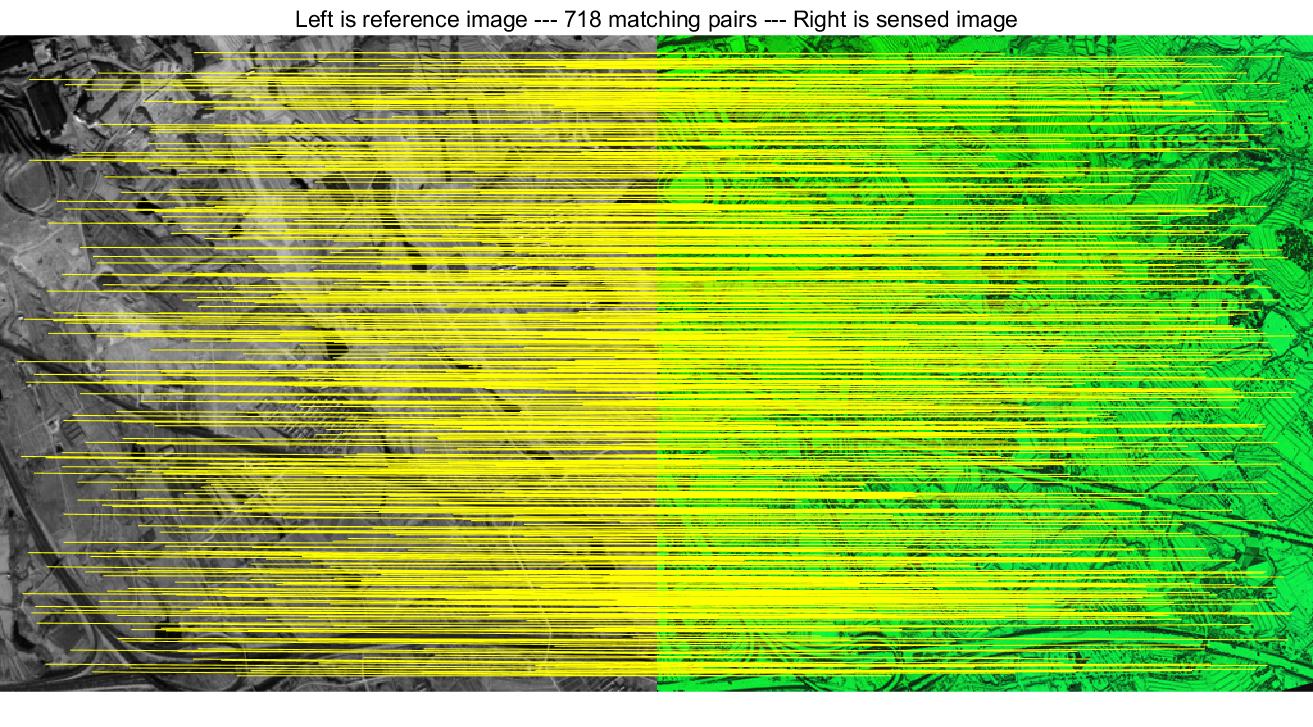 Left is reference image --- 718 matching pairs --- Right is sensed image